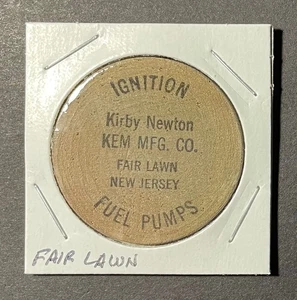 IGNITION
Kirby Newton
KEM MFG. CO.
FAIR LAWN
NEW JERSEY
FUEL PUMPS
FAIR LAWN